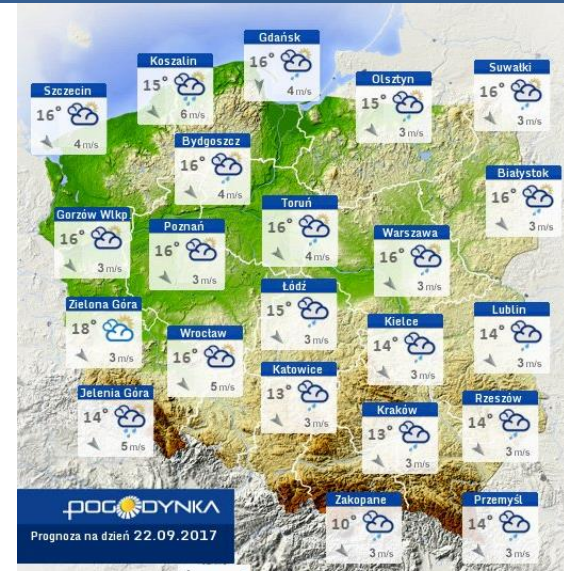 Gdańsk
16°
4 m/s
Koszalin
15°
6 m/s
Szczecin
16°
4 m/s
Olsztyn
15°
3 m/s
Suwałki
16°
3 m/s
Bydgoszcz
16°
4 m/s
Białystok
16°
3 m/s
Gorzów Wlkp.
16°
3 m/s
Poznań
16°
3 m/s
Toruń
16°
4 m/s
Warszawa
16°
3 m/s
Zielona Góra
18°
3 m/s
Wrocław
16°
5 m/s
Łódź
15°
3 m/s
Kielce
14°
3 m/s
Lublin
14°
3 m/s
Jelenia Góra
14°
5 m/s
Katowice
13°
3 m/s
Kraków
13°
3 m/s
Rzeszów
14°
3 m/s
Zakopane
10°
3 m/s
Przemyśl
14°
3 m/s
POGODYNKA
Prognoza na dzień 22.09.2017